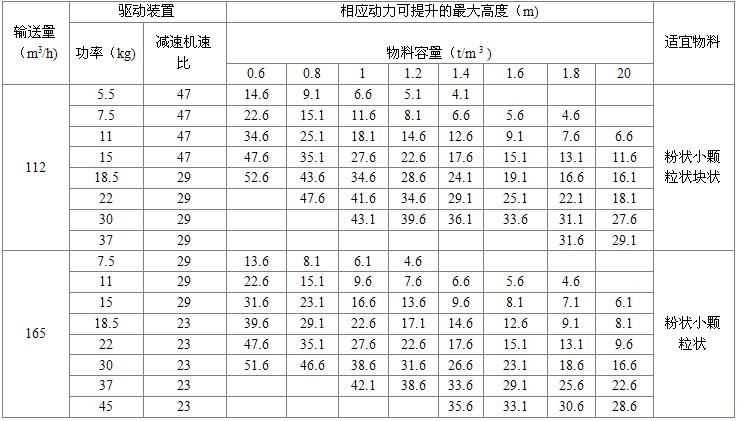 输送量（m³/h) 驱动装置 相应动力可提升的最大高度（m) 适宜物料
功率（kg) 减速机速比 物料容量（t/m³）
0.6 0.8 1 1.2 1.4 1.6 1.8 20
112 粉状小颗粒状块状
5.5 47 14.6 9.1 6.6 5.1 4.1
7.5 47 22.6 15.1 11.6 8.1 6.6 5.6 4.6
11 47 34.6 25.1 18.1 14.6 12.6 9.1 7.6 6.6
15 47 47.6 35.1 27.6 22.6 17.6 15.1 13.1 11.6
18.5 29 52.6 43.6 34.6 28.6 24.1 19.1 16.6 16.1
22 29 47.6 41.6 34.6 29.1 25.1 22.1 18.1
30 29 43.1 39.6 36.1 33.6 31.1 27.6
37 29 31.6 29.1
165 粉状小颗粒状
7.5 29 13.6 8.1 6.1 4.6
11 29 22.6 15.1 9.6 7.6 6.6 5.6 4.6
15 29 31.6 23.1 16.6 13.6 9.6 8.1 7.1 6.1
18.5 23 39.6 29.1 22.6 17.1 14.6 12.6 9.1 8.1
22 23 47.6 35.1 27.6 22.6 17.6 15.1 13.1 9.6
30 23 51.6 46.6 38.6 31.6 26.6 23.1 18.6 16.6
37 23 42.1 38.6 33.6 29.1 25.6 22.6
45 23 35.6 33.1 30.6 28.6